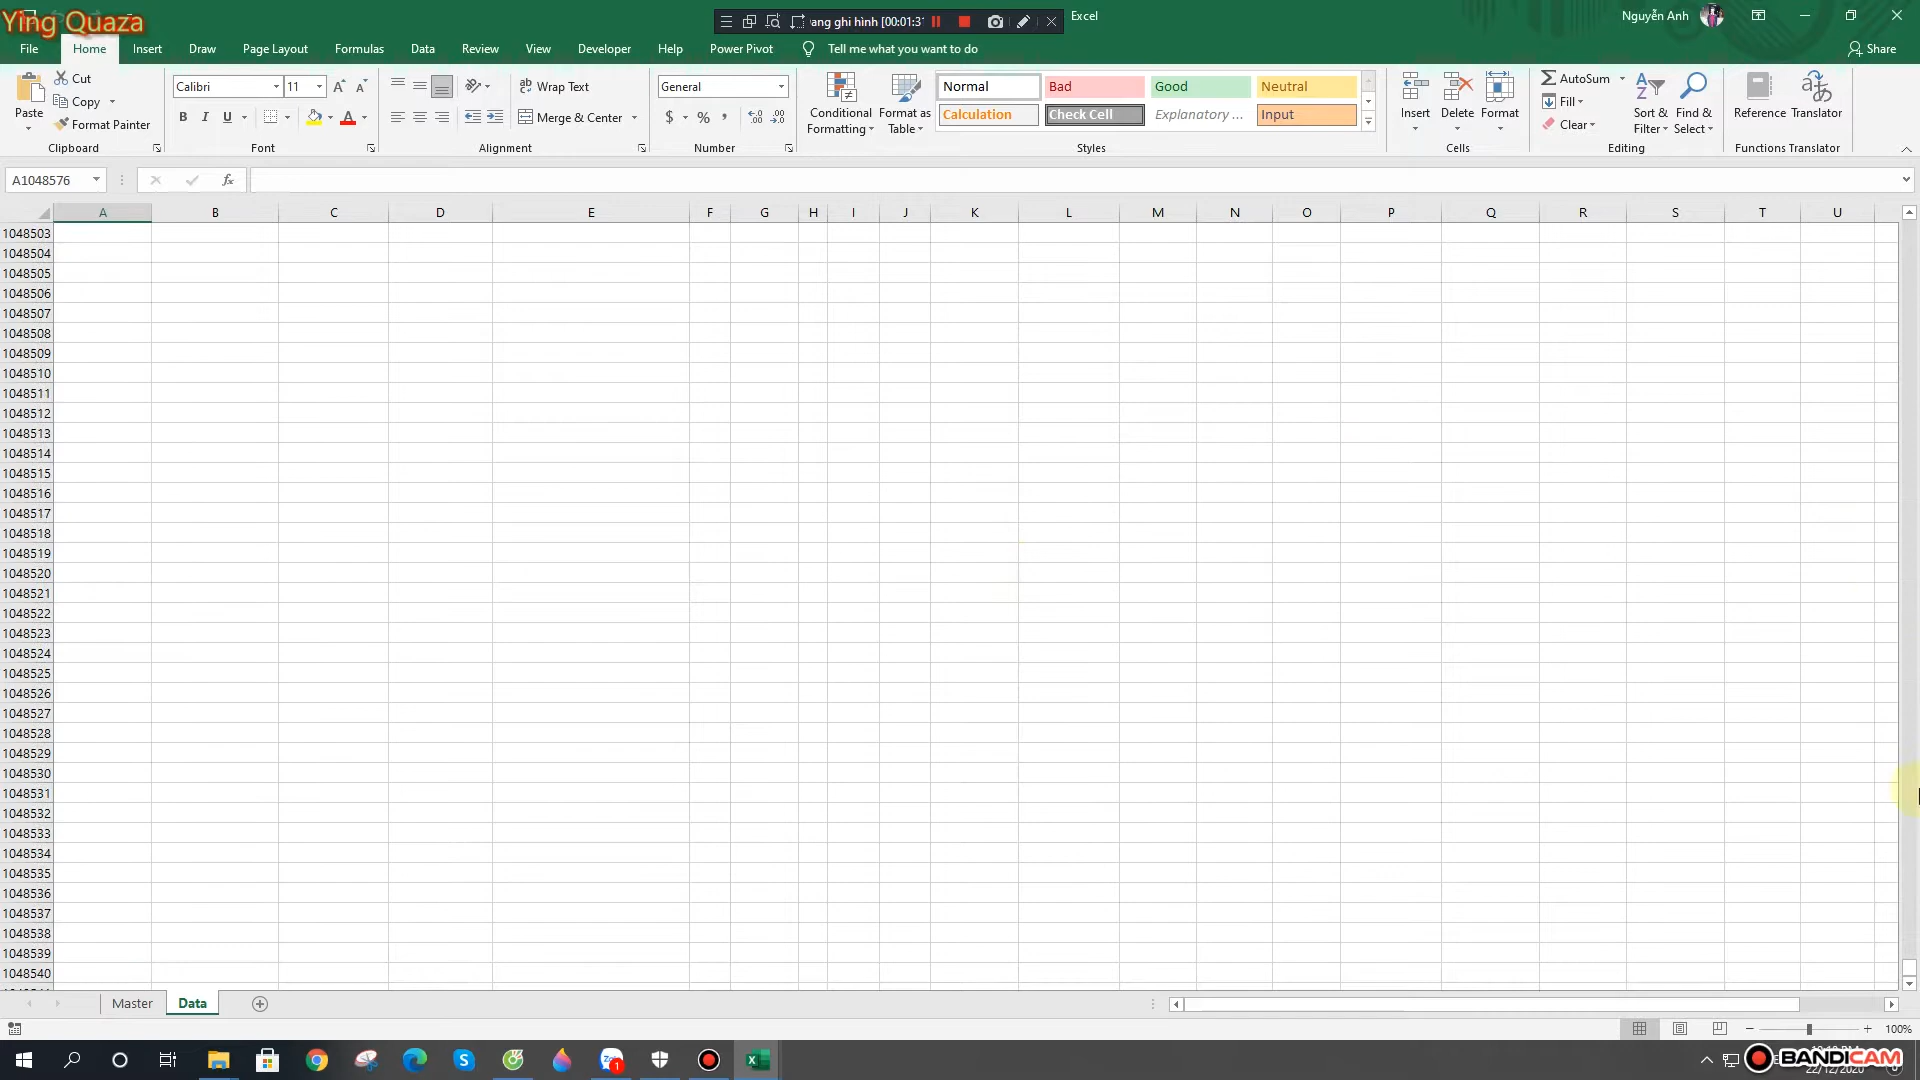 Ying Quaza
ang ghi hình [00:01:3
Excel
Nguyễn Anh
File Home Insert Draw Page Layout Formulas Data Review View Developer Help Power Pivot Tell me what you want to do Share
Cut
Copy
Format Painter
Paste
Clipboard
Calibri 11
B I U
Font
Wrap Text
Merge & Center
Alignment
General
$ % ,
Number
Conditional Formatting
Format as Table
Normal Bad Good Neutral
Calculation Check Cell Explanatory ... Input
Styles
Insert Delete Format
Cells
AutoSum
Fill
Clear
Sort & Filter
Find & Select
Editing
Reference Translator
Functions Translator
A1048576
fx
A B C D E F G H I J K L M N O P Q R S T U
1048503
1048504
1048505
1048506
1048507
1048508
1048509
1048510
1048511
1048512
1048513
1048514
1048515
1048516
1048517
1048518
1048519
1048520
1048521
1048522
1048523
1048524
1048525
1048526
1048527
1048528
1048529
1048530
1048531
1048532
1048533
1048534
1048535
1048536
1048537
1048538
1048539
1048540
Master Data
100%
BANDICAM
22/12/2020